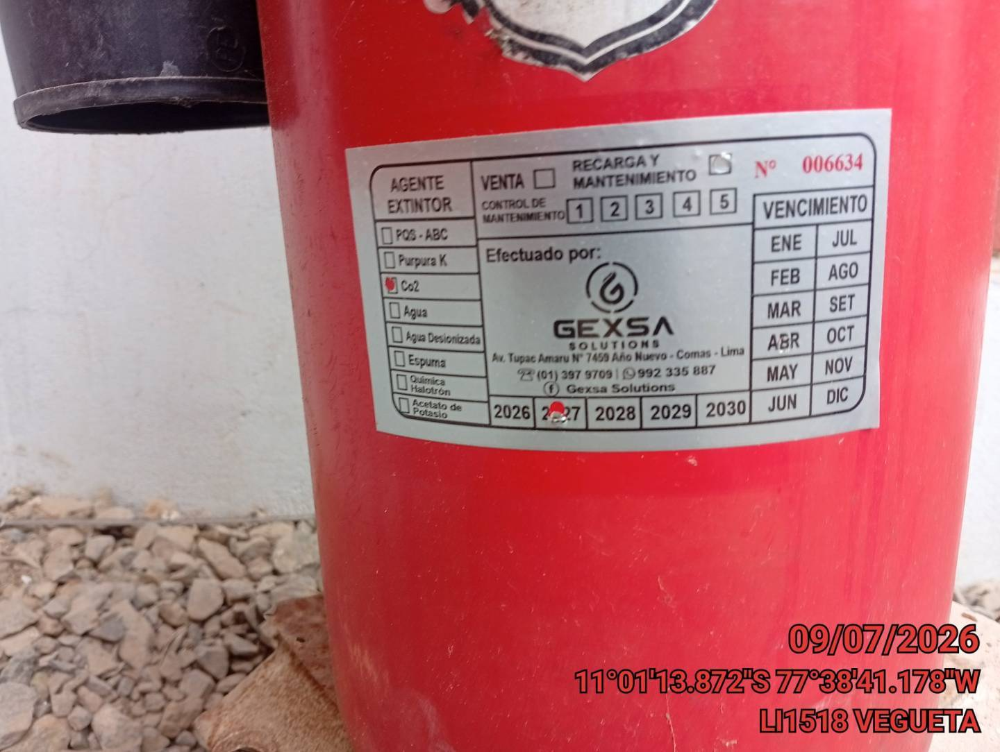 AGENTE
EXTINTOR
PQS - ABC
Purpura K
Co2
Agua
Agua Desionizada
Espuma
Química
Halotrón
Acetato de
Potasio
VENTA
RECARGA Y
MANTENIMIENTO
N° 006634
CONTROL DE
MANTENIMIENTO
1 2 3 4 5
Efectuado por:
GEXSA
SOLUTIONS
Av. Tupac Amaru N° 7459 Año Nuevo - Comas - Lima
(01) 397 9709 | 992 335 887
Gexsa Solutions
2026 2027 2028 2029 2030
VENCIMIENTO
ENE JUL
FEB AGO
MAR SET
ABR OCT
MAY NOV
JUN DIC
09/07/2026
11°01'13.872"S 77°38'41.178"W
LI1518 VEGUETA